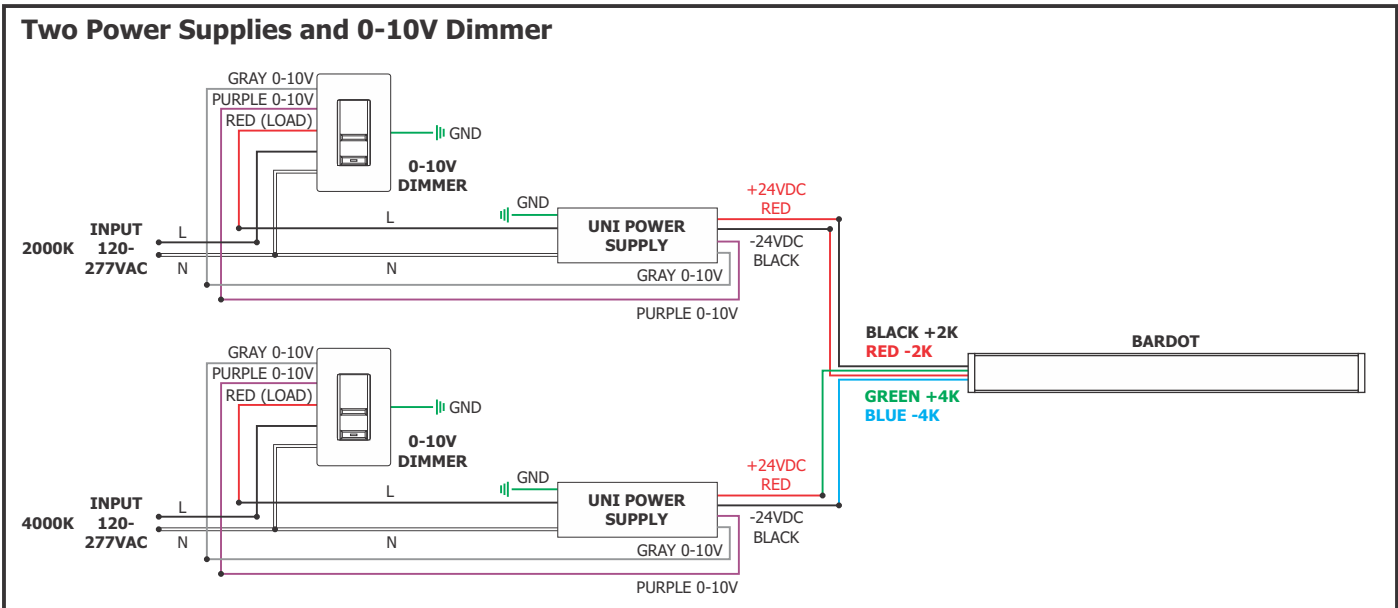 Two Power Supplies and 0-10V Dimmer
GRAY 0-10V
PURPLE 0-10V
RED (LOAD)
GND
0-10V
DIMMER
2000K
INPUT
120-
277VAC
L
N
L
N
GND
UNI POWER
SUPPLY
+24VDC
RED
-24VDC
BLACK
GRAY 0-10V
PURPLE 0-10V
BLACK +2K
RED -2K
GREEN +4K
BLUE -4K
BARDOT
GRAY 0-10V
PURPLE 0-10V
RED (LOAD)
GND
0-10V
DIMMER
4000K
INPUT
120-
277VAC
L
N
L
N
GND
UNI POWER
SUPPLY
+24VDC
RED
-24VDC
BLACK
GRAY 0-10V
PURPLE 0-10V